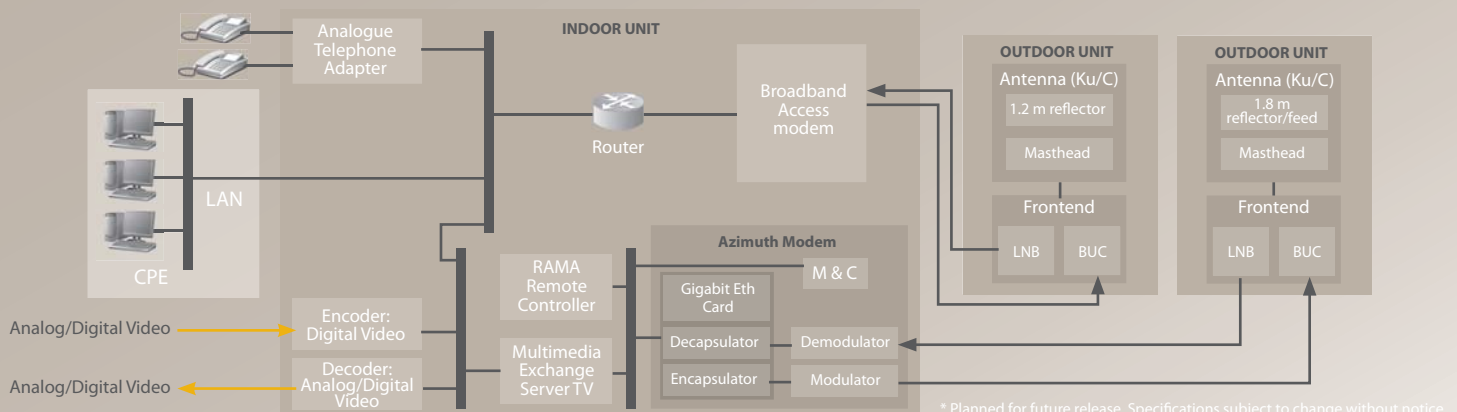 INDOOR UNIT
Analogue
Telephone
Adapter
LAN
CPE
Router
Broadband
Access
modem
OUTDOOR UNIT
Antenna (Ku/C)
1.2 m reflector
Masthead
Frontend
LNB
BUC
OUTDOOR UNIT
Antenna (Ku/C)
1.8 m
reflector/feed
Masthead
Frontend
LNB
BUC
Analog/Digital Video
Encoder:
Digital Video
Analog/Digital Video
Decoder:
Analog/Digital
Video
RAMA
Remote
Controller
Multimedia
Exchange
Server TV
Azimuth Modem
M & C
Gigabit Eth
Card
Decapsulator
Demodulator
Encapsulator
Modulator
* Planned for future release. Specifications subject to change without notice